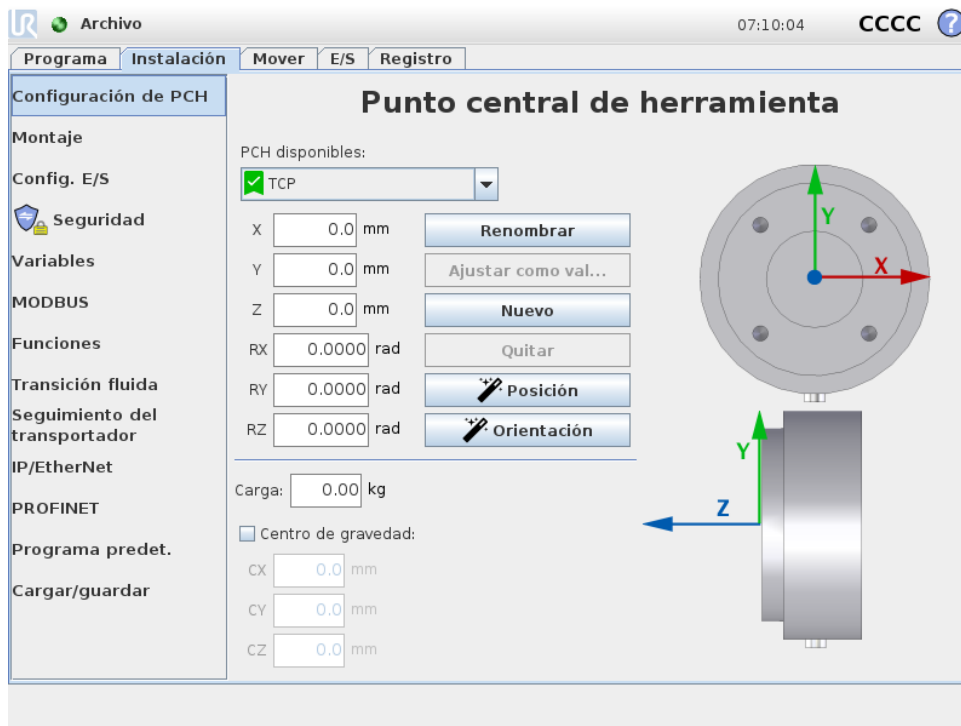 UR Archivo 07:10:04 CCCC ?
Programa Instalación Mover E/S Registro
Configuración de PCH
Montaje
Config. E/S
Seguridad
Variables
MODBUS
Funciones
Transición fluida
Seguimiento del
transportador
IP/EtherNet
PROFINET
Programa predet.
Cargar/guardar
Punto central de herramienta
PCH disponibles:
TCP
X 0.0 mm Renombrar
Y 0.0 mm Ajustar como val...
Z 0.0 mm Nuevo
RX 0.0000 rad Quitar
RY 0.0000 rad Posición
RZ 0.0000 rad Orientación
Carga: 0.00 kg
Centro de gravedad:
CX 0.0 mm
CY 0.0 mm
CZ 0.0 mm
Y
X
Y
Z